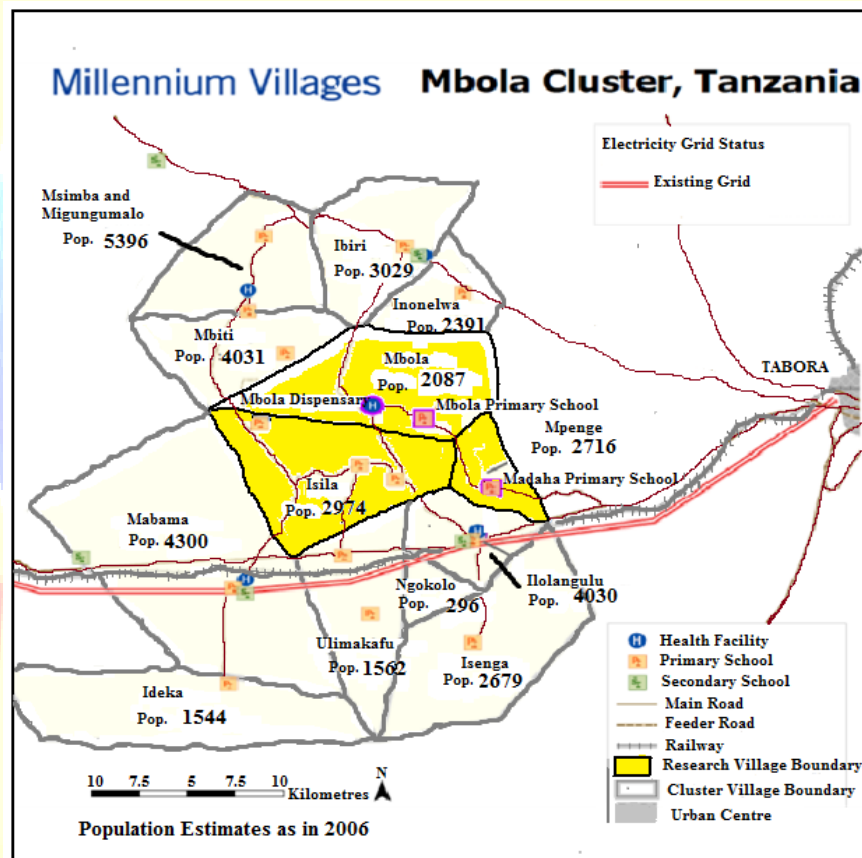 Millennium Villages Mbola Cluster, Tanzania
Electricity Grid Status
Existing Grid
Msimba and
Migungumalo
Pop. 5396
Ibiri
Pop. 3029
Inonelwa
Pop. 2391
Mbiti
Pop. 4031
Mbola
Pop. 2087
TABORA
Mbola Dispensar
Mbola Primary School
Mpenge
Pop. 2716
Madaha Primary School
Isila
Pop. 2974
Mabama
Pop. 4300
Ngokolo
Pop. 296
Ilolangulu
Pop. 4030
Ulimakafu
Pop. 1562
Isenga
Pop. 2679
Ideka
Pop. 1544
H Health Facility
Primary School
Secondary School
Main Road
Feeder Road
Railway
Research Village Boundary
Cluster Village Boundary
Urban Centre
10 7.5 5 7.5 10
Kilometres
N
Population Estimates as in 2006